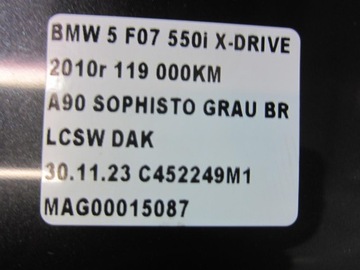 BMW 5 F07 550i X-DRIVE
2010r 119 000KM
A90 SOPHISTO GRAU BR
LCSW DAK
30.11.23 C452249M1
MAG00015087